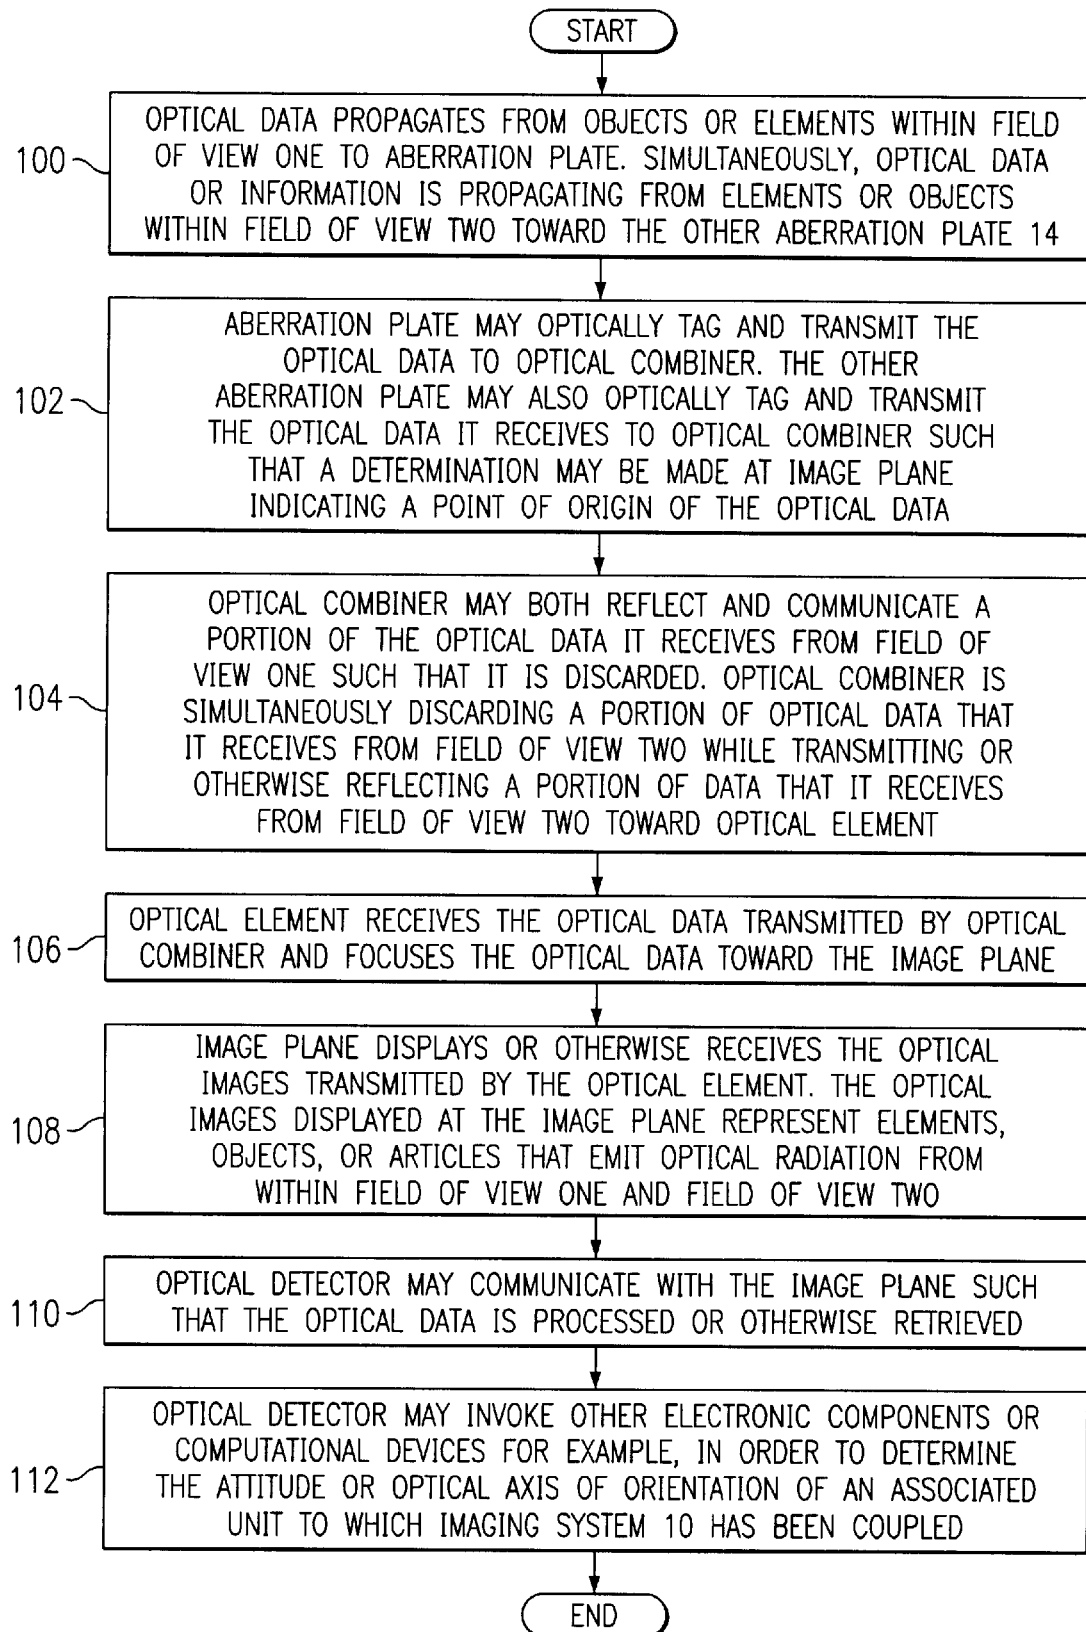 START
100
OPTICAL DATA PROPAGATES FROM OBJECTS OR ELEMENTS WITHIN FIELD
OF VIEW ONE TO ABERRATION PLATE. SIMULTANEOUSLY, OPTICAL DATA
OR INFORMATION IS PROPAGATING FROM ELEMENTS OR OBJECTS
WITHIN FIELD OF VIEW TWO TOWARD THE OTHER ABERRATION PLATE 14
102
ABERRATION PLATE MAY OPTICALLY TAG AND TRANSMIT THE
OPTICAL DATA TO OPTICAL COMBINER. THE OTHER
ABERRATION PLATE MAY ALSO OPTICALLY TAG AND TRANSMIT
THE OPTICAL DATA IT RECEIVES TO OPTICAL COMBINER SUCH
THAT A DETERMINATION MAY BE MADE AT IMAGE PLANE
INDICATING A POINT OF ORIGIN OF THE OPTICAL DATA
104
OPTICAL COMBINER MAY BOTH REFLECT AND COMMUNICATE A
PORTION OF THE OPTICAL DATA IT RECEIVES FROM FIELD OF
VIEW ONE SUCH THAT IT IS DISCARDED. OPTICAL COMBINER IS
SIMULTANEOUSLY DISCARDING A PORTION OF OPTICAL DATA THAT
IT RECEIVES FROM FIELD OF VIEW TWO WHILE TRANSMITTING OR
OTHERWISE REFLECTING A PORTION OF DATA THAT IT RECEIVES
FROM FIELD OF VIEW TWO TOWARD OPTICAL ELEMENT
106
OPTICAL ELEMENT RECEIVES THE OPTICAL DATA TRANSMITTED BY OPTICAL
COMBINER AND FOCUSES THE OPTICAL DATA TOWARD THE IMAGE PLANE
108
IMAGE PLANE DISPLAYS OR OTHERWISE RECEIVES THE OPTICAL
IMAGES TRANSMITTED BY THE OPTICAL ELEMENT. THE OPTICAL
IMAGES DISPLAYED AT THE IMAGE PLANE REPRESENT ELEMENTS,
OBJECTS, OR ARTICLES THAT EMIT OPTICAL RADIATION FROM
WITHIN FIELD OF VIEW ONE AND FIELD OF VIEW TWO
110
OPTICAL DETECTOR MAY COMMUNICATE WITH THE IMAGE PLANE SUCH
THAT THE OPTICAL DATA IS PROCESSED OR OTHERWISE RETRIEVED
112
OPTICAL DETECTOR MAY INVOKE OTHER ELECTRONIC COMPONENTS OR
COMPUTATIONAL DEVICES FOR EXAMPLE, IN ORDER TO DETERMINE
THE ATTITUDE OR OPTICAL AXIS OF ORIENTATION OF AN ASSOCIATED
UNIT TO WHICH IMAGING SYSTEM 10 HAS BEEN COUPLED
END